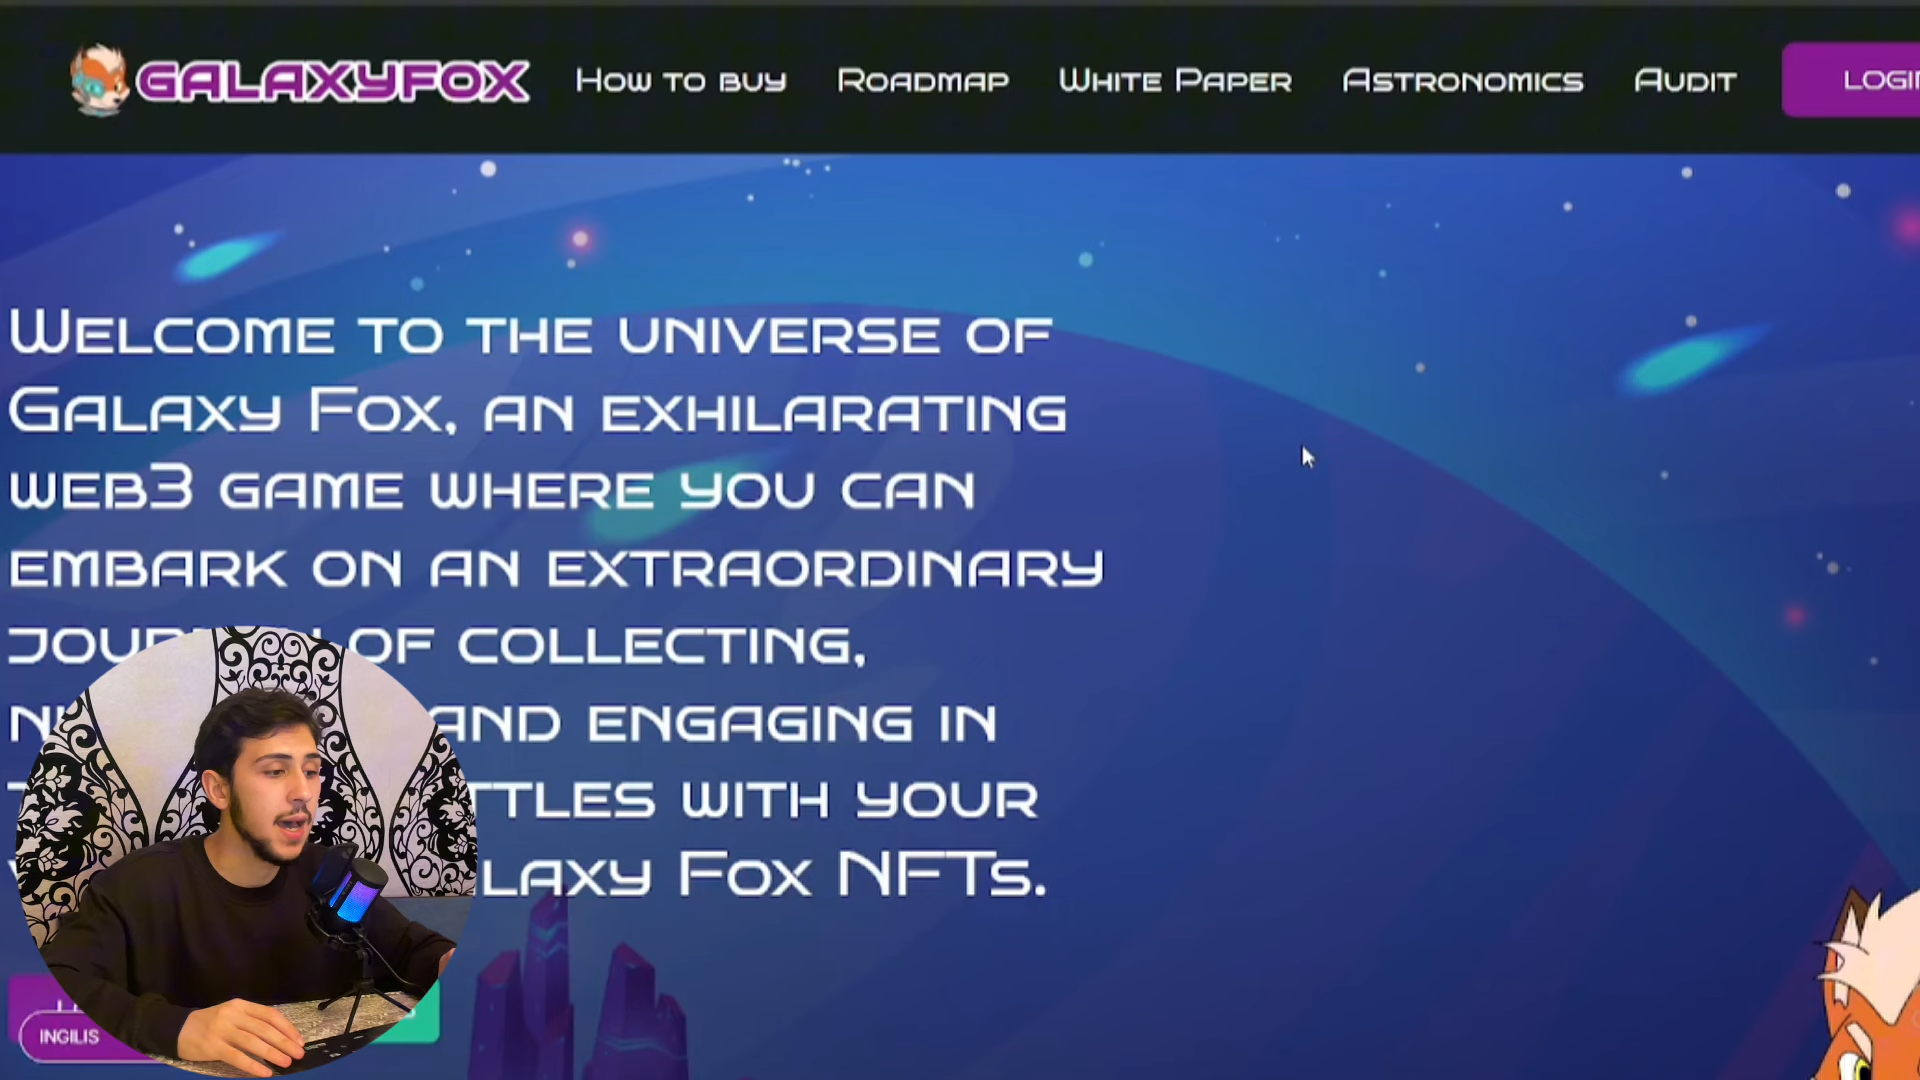 GALAXYFOX
How to buy
Roadmap
White Paper
Astronomics
Audit
Welcome to the universe of
Galaxy Fox, an exhilarating
web3 game where you can
embark on an extraordinary
of collecting,
and engaging in
with your
Fox NFTs.
INGILIS